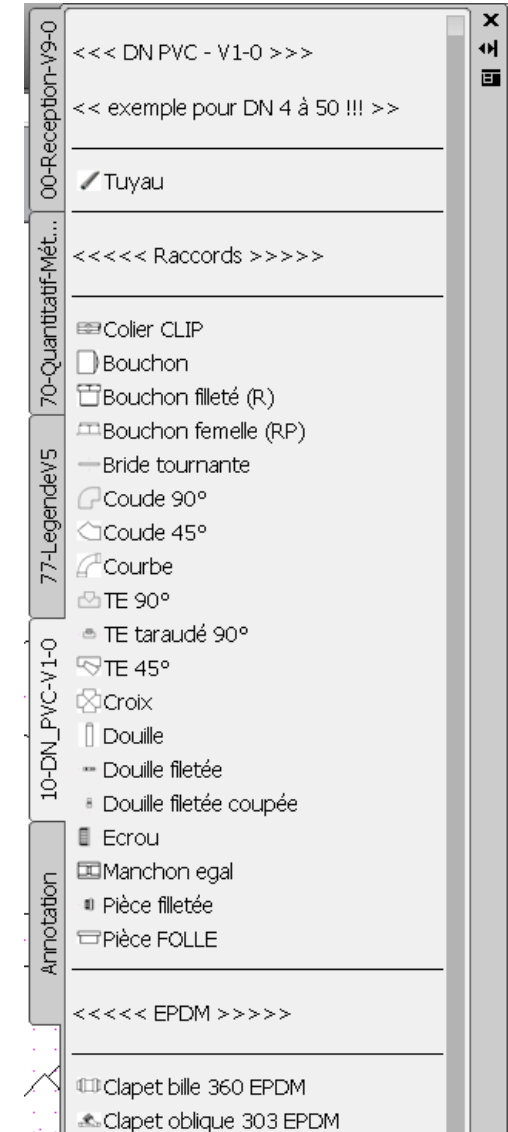 00-Reception-V9-0
70-Quantitatif-Mét...
77-LegendeV5
10-DN_PVC-V1-0
Annotation
<<< DN PVC - V1-0 >>>
<< exemple pour DN 4 à 50 !!! >>
Tuyau
<<<<< Raccords >>>>>
Colier CLIP
Bouchon
Bouchon filleté (R)
Bouchon femelle (RP)
Bride tournante
Coude 90°
Coude 45°
Courbe
TE 90°
TE taraudé 90°
TE 45°
Croix
Douille
Douille filetée
Douille filetée coupée
Ecrou
Manchon egal
Pièce filletée
Pièce FOLLE
<<<<< EPDM >>>>>
Clapet bille 360 EPDM
Clapet oblique 303 EPDM